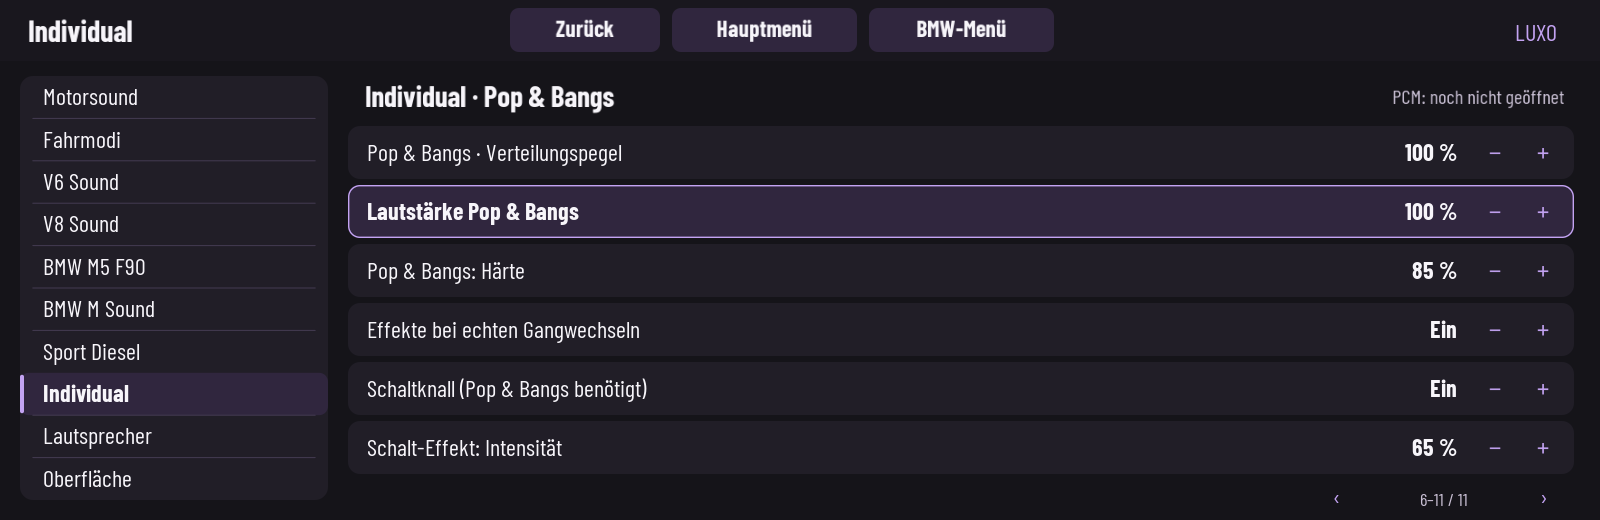 Individual
Zurück
Hauptmenü
BMW-Menü
LUXO
Motorsound
Fahrmodi
V6 Sound
V8 Sound
BMW M5 F90
BMW M Sound
Sport Diesel
Individual
Lautsprecher
Oberfläche
Individual · Pop & Bangs
PCM: noch nicht geöffnet
Pop & Bangs · Verteilungspegel 100 % − +
Lautstärke Pop & Bangs 100 % − +
Pop & Bangs: Härte 85 % − +
Effekte bei echten Gangwechseln Ein − +
Schaltknall (Pop & Bangs benötigt) Ein − +
Schalt-Effekt: Intensität 65 % − +
‹ 6–11 / 11 ›